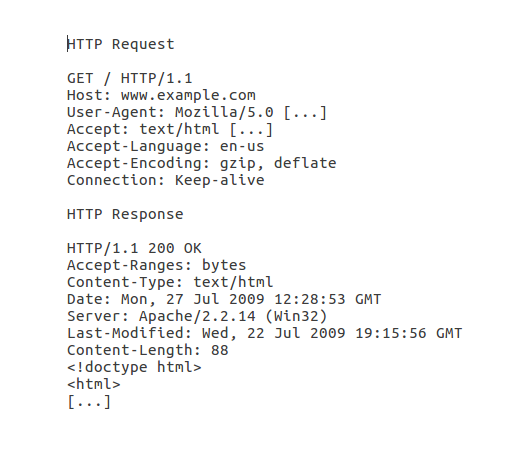 HTTP Request
GET / HTTP/1.1
Host: www.example.com
User-Agent: Mozilla/5.0 [...]
Accept: text/html [...]
Accept-Language: en-us
Accept-Encoding: gzip, deflate
Connection: Keep-alive
HTTP Response
HTTP/1.1 200 OK
Accept-Ranges: bytes
Content-Type: text/html
Date: Mon, 27 Jul 2009 12:28:53 GMT
Server: Apache/2.2.14 (Win32)
Last-Modified: Wed, 22 Jul 2009 19:15:56 GMT
Content-Length: 88
<!doctype html>
<html>
[...]